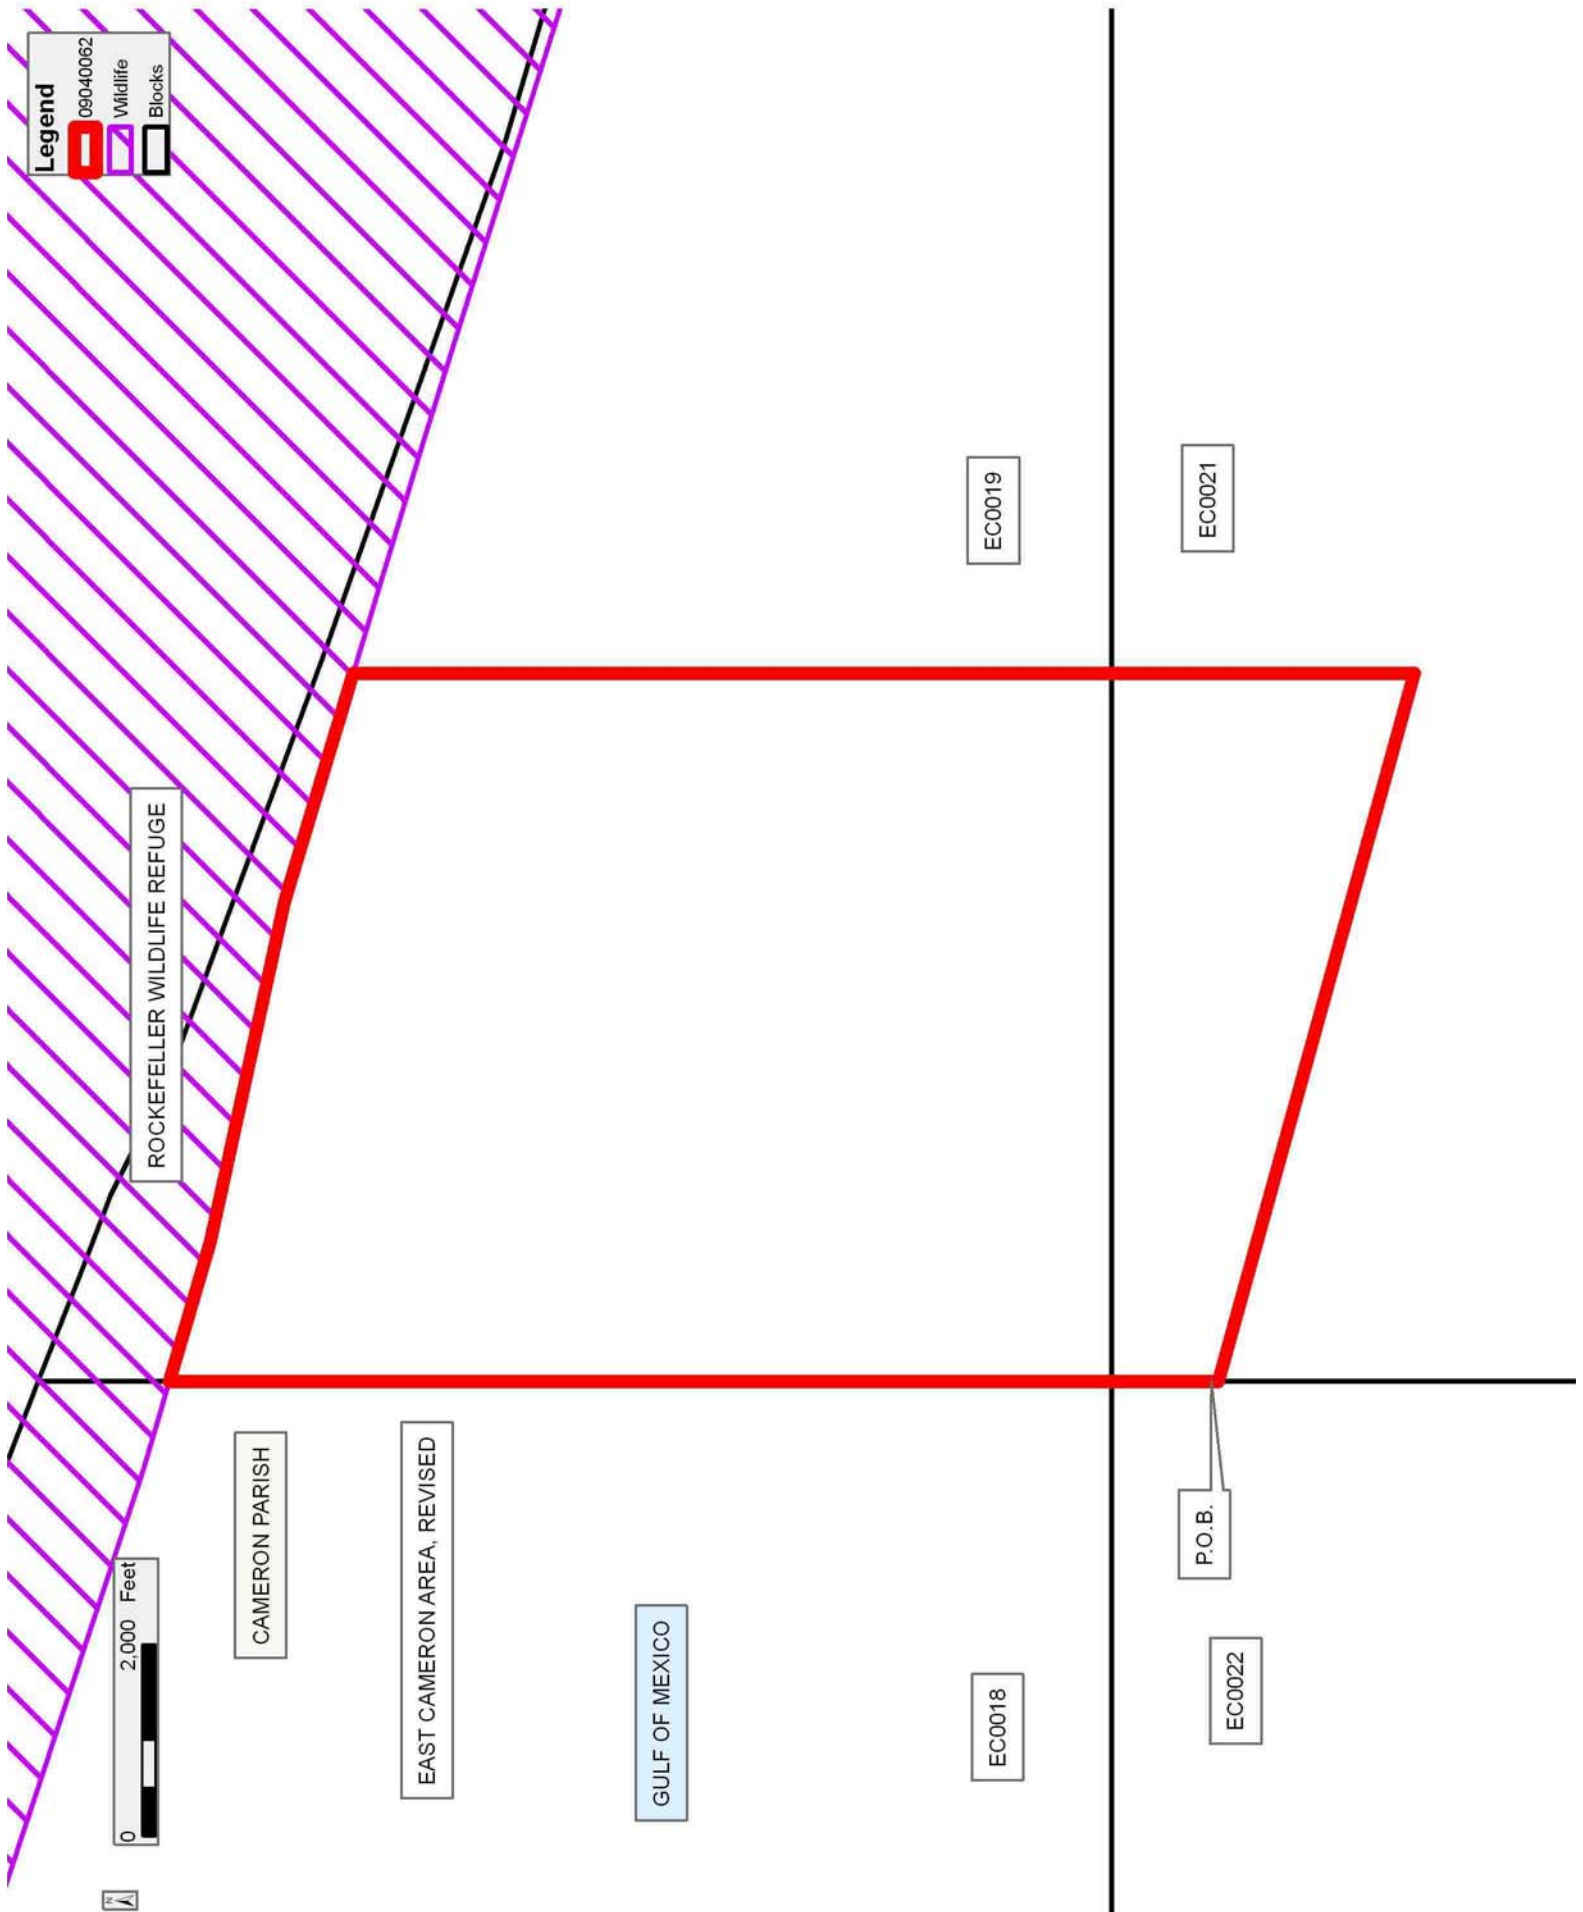 Legend
09040062
Wildlife
Blocks
ROCKEFELLER WILDLIFE REFUGE
0 2,000 Feet
N
CAMERON PARISH
EAST CAMERON AREA, REVISED
GULF OF MEXICO
EC0018
EC0019
EC0021
P.O.B.
EC0022